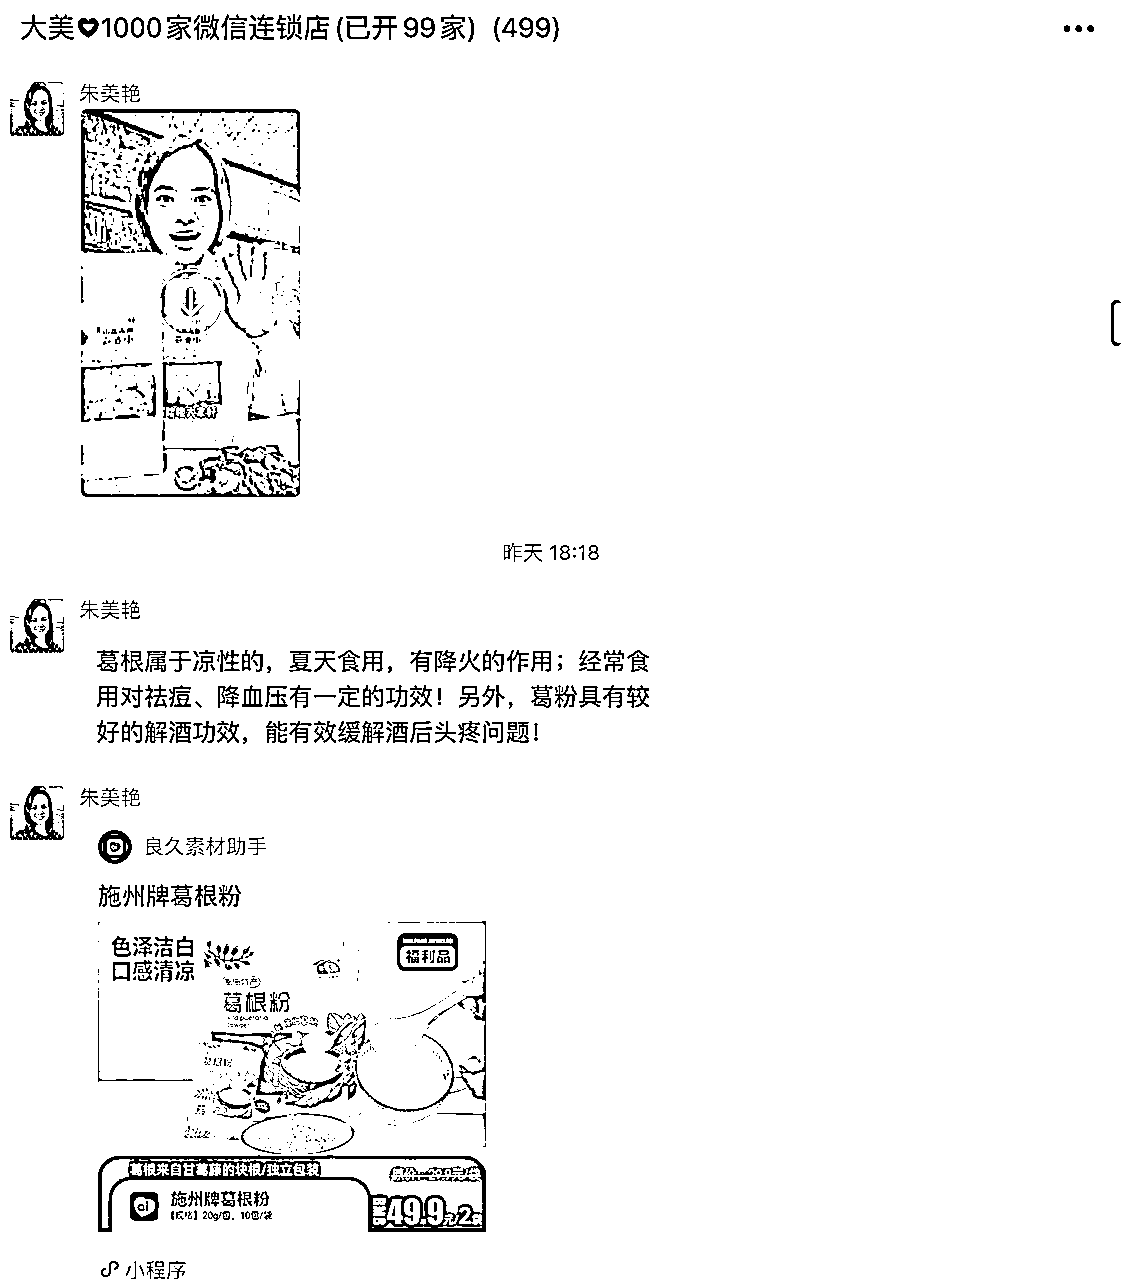 大美1000家微信连锁店(已开99家) (499)
朱美艳
昨天 18:18
朱美艳
葛根属于凉性的，夏天食用，有降火的作用；经常食
用对祛痘、降血压有一定的功效！另外，葛粉具有较
好的解酒功效，能有效缓解酒后头疼问题！
朱美艳
良久素材助手
施州牌葛根粉
色泽洁白
口感清凉
福利品
葛根粉
葛根来自甘葛藤的块根/独立包装
施州牌葛根粉
【规格】20g/包，10包/袋
49.9
小程序